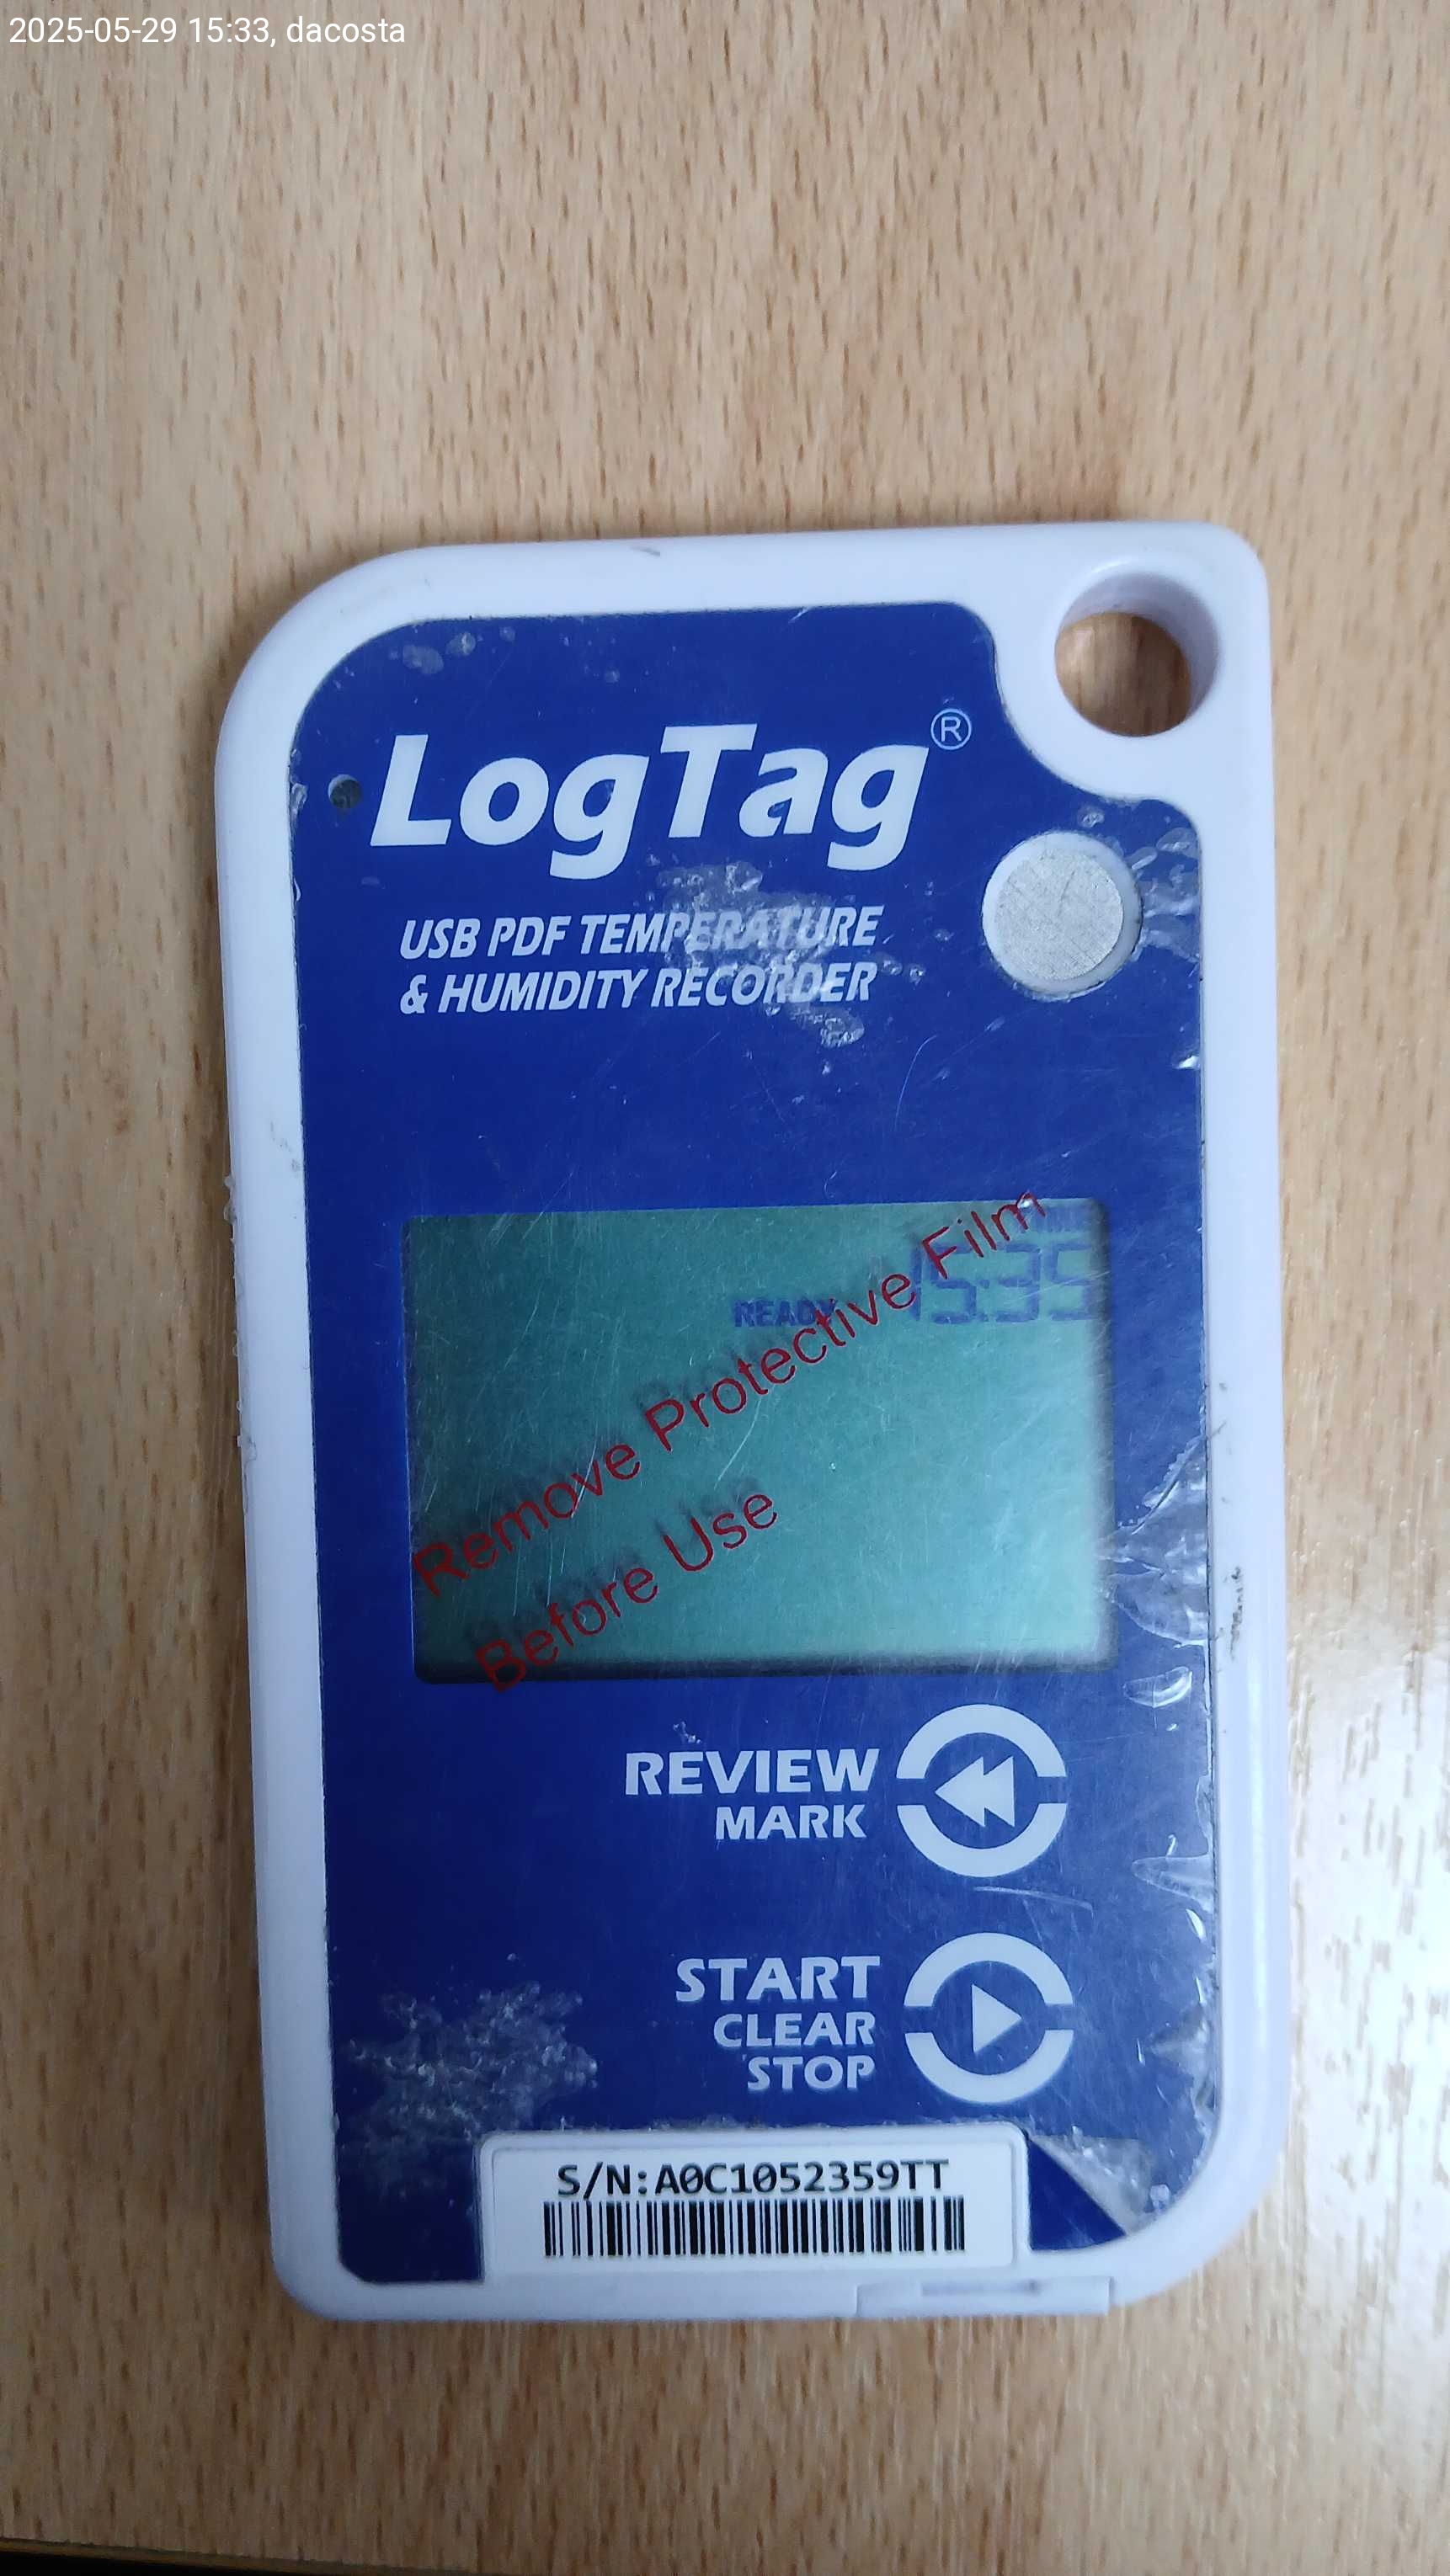 2025-05-29 15:33, dacosta
LogTag®
USB PDF TEMPERATURE
& HUMIDITY RECORDER
TIME
READY 15:35
Remove Protective Film
Before Use
REVIEW
MARK
START
CLEAR
STOP
S/N:A0C1052359TT